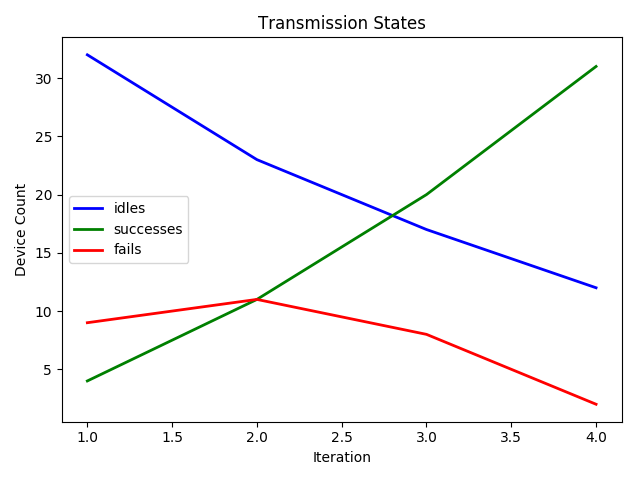 Transmission States
Device Count
30
25
20
15
10
5
idles
successes
fails
1.0 1.5 2.0 2.5 3.0 3.5 4.0
Iteration